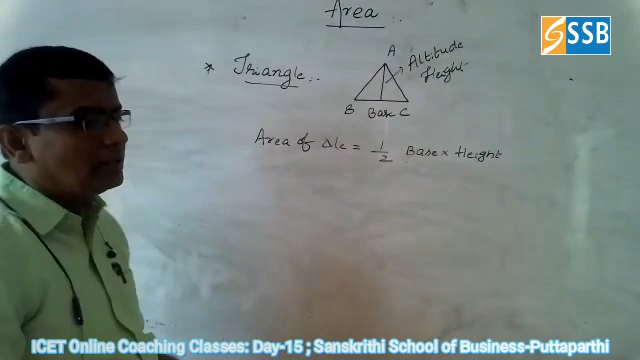 Area :.
SSB
* Triangle:.
A
Altitude
Height
B Base C
Area of Δle = 1/2 Base × Height
ICET Online Coaching Classes: Day-15 ; Sanskrithi School of Business-Puttaparthi